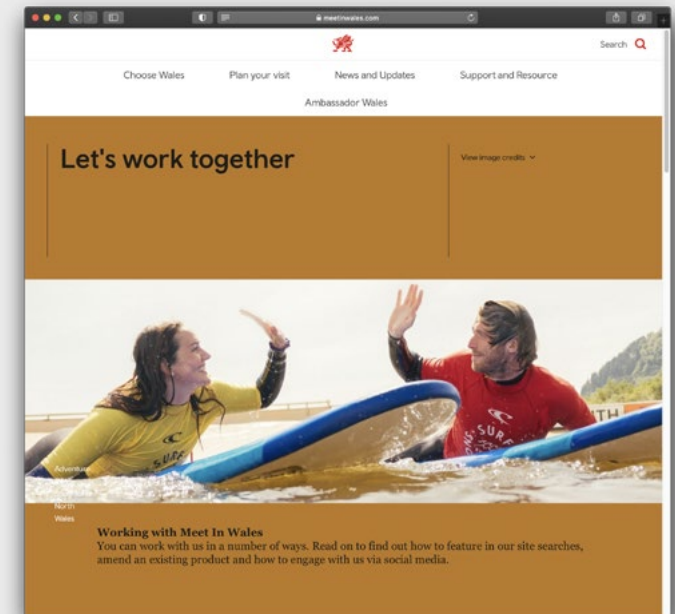 meetinwales.com
Search
Choose Wales Plan your visit News and Updates Support and Resource
Ambassador Wales
Let's work together
View image credits
SURF
SURF
Adventure
North
Wales
Working with Meet In Wales
You can work with us in a number of ways. Read on to find out how to feature in our site searches,
amend an existing product and how to engage with us via social media.